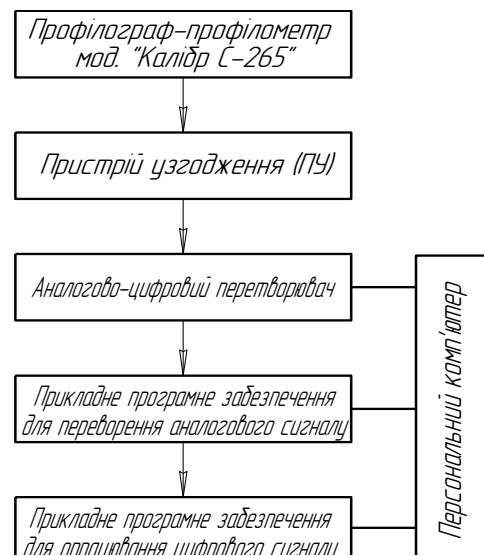 Профілограф-профілометр
мод. "Калібр С-265"
Пристрій узгодження (ПУ)
Аналогово-цифровий перетворювач
Прикладне програмне забезпечення
для переворення аналогового сигналу
Прикладне програмне забезпечення
для опрацювання цифрового сигналу
Персональний комп'ютер